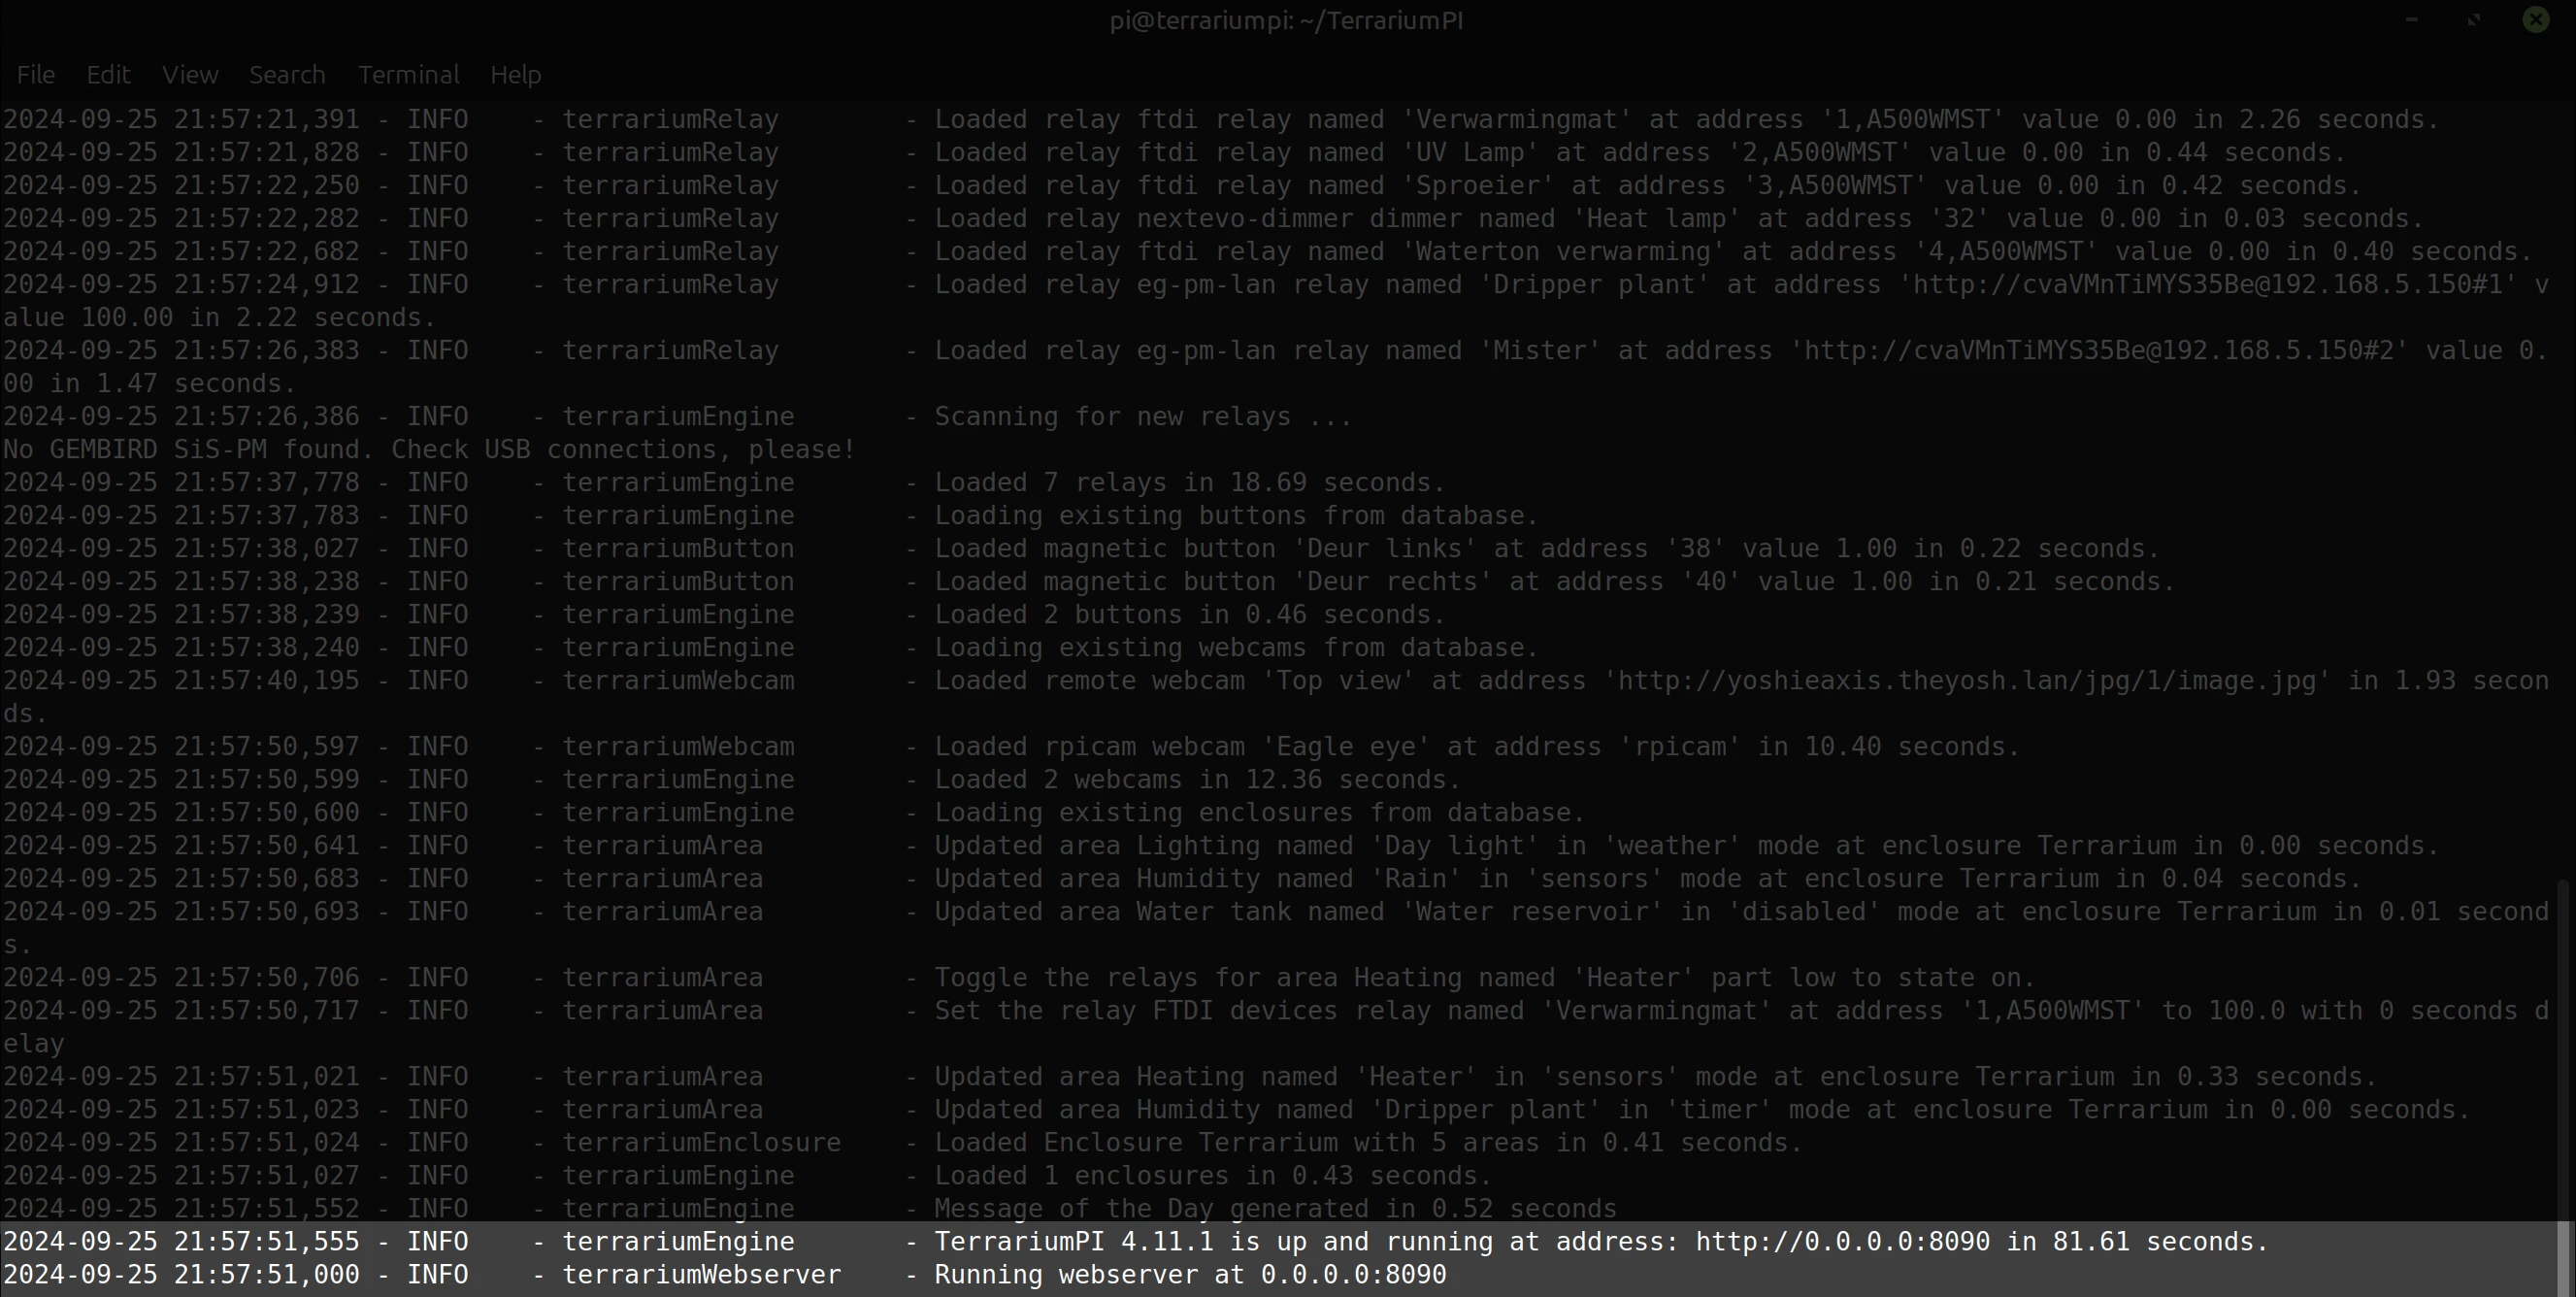 pi@terrariumpi: ~/TerrariumPI
File Edit View Search Terminal Help
2024-09-25 21:57:21,391 - INFO    - terrariumRelay        - Loaded relay ftdi relay named 'Verwarmingmat' at address '1,A500WMST' value 0.00 in 2.26 seconds.
2024-09-25 21:57:21,828 - INFO    - terrariumRelay        - Loaded relay ftdi relay named 'UV Lamp' at address '2,A500WMST' value 0.00 in 0.44 seconds.
2024-09-25 21:57:22,250 - INFO    - terrariumRelay        - Loaded relay ftdi relay named 'Sproeier' at address '3,A500WMST' value 0.00 in 0.42 seconds.
2024-09-25 21:57:22,282 - INFO    - terrariumRelay        - Loaded relay nextevo-dimmer dimmer named 'Heat lamp' at address '32' value 0.00 in 0.03 seconds.
2024-09-25 21:57:22,682 - INFO    - terrariumRelay        - Loaded relay ftdi relay named 'Waterton verwarming' at address '4,A500WMST' value 0.00 in 0.40 seconds.
2024-09-25 21:57:24,912 - INFO    - terrariumRelay        - Loaded relay eg-pm-lan relay named 'Dripper plant' at address 'http://cvaVMnTiMYS35Be@192.168.5.150#1' v
alue 100.00 in 2.22 seconds.
2024-09-25 21:57:26,383 - INFO    - terrariumRelay        - Loaded relay eg-pm-lan relay named 'Mister' at address 'http://cvaVMnTiMYS35Be@192.168.5.150#2' value 0.
00 in 1.47 seconds.
2024-09-25 21:57:26,386 - INFO    - terrariumEngine       - Scanning for new relays ...
No GEMBIRD SiS-PM found. Check USB connections, please!
2024-09-25 21:57:37,778 - INFO    - terrariumEngine       - Loaded 7 relays in 18.69 seconds.
2024-09-25 21:57:37,783 - INFO    - terrariumEngine       - Loading existing buttons from database.
2024-09-25 21:57:38,027 - INFO    - terrariumButton       - Loaded magnetic button 'Deur links' at address '38' value 1.00 in 0.22 seconds.
2024-09-25 21:57:38,238 - INFO    - terrariumButton       - Loaded magnetic button 'Deur rechts' at address '40' value 1.00 in 0.21 seconds.
2024-09-25 21:57:38,239 - INFO    - terrariumEngine       - Loaded 2 buttons in 0.46 seconds.
2024-09-25 21:57:38,240 - INFO    - terrariumEngine       - Loading existing webcams from database.
2024-09-25 21:57:40,195 - INFO    - terrariumWebcam       - Loaded remote webcam 'Top view' at address 'http://yoshieaxis.theyosh.lan/jpg/1/image.jpg' in 1.93 secon
ds.
2024-09-25 21:57:50,597 - INFO    - terrariumWebcam       - Loaded rpicam webcam 'Eagle eye' at address 'rpicam' in 10.40 seconds.
2024-09-25 21:57:50,599 - INFO    - terrariumEngine       - Loaded 2 webcams in 12.36 seconds.
2024-09-25 21:57:50,600 - INFO    - terrariumEngine       - Loading existing enclosures from database.
2024-09-25 21:57:50,641 - INFO    - terrariumArea         - Updated area Lighting named 'Day light' in 'weather' mode at enclosure Terrarium in 0.00 seconds.
2024-09-25 21:57:50,683 - INFO    - terrariumArea         - Updated area Humidity named 'Rain' in 'sensors' mode at enclosure Terrarium in 0.04 seconds.
2024-09-25 21:57:50,693 - INFO    - terrariumArea         - Updated area Water tank named 'Water reservoir' in 'disabled' mode at enclosure Terrarium in 0.01 second
s.
2024-09-25 21:57:50,706 - INFO    - terrariumArea         - Toggle the relays for area Heating named 'Heater' part low to state on.
2024-09-25 21:57:50,717 - INFO    - terrariumArea         - Set the relay FTDI devices relay named 'Verwarmingmat' at address '1,A500WMST' to 100.0 with 0 seconds d
elay
2024-09-25 21:57:51,021 - INFO    - terrariumArea         - Updated area Heating named 'Heater' in 'sensors' mode at enclosure Terrarium in 0.33 seconds.
2024-09-25 21:57:51,023 - INFO    - terrariumArea         - Updated area Humidity named 'Dripper plant' in 'timer' mode at enclosure Terrarium in 0.00 seconds.
2024-09-25 21:57:51,024 - INFO    - terrariumEnclosure    - Loaded Enclosure Terrarium with 5 areas in 0.41 seconds.
2024-09-25 21:57:51,027 - INFO    - terrariumEngine       - Loaded 1 enclosures in 0.43 seconds.
2024-09-25 21:57:51,552 - INFO    - terrariumEngine       - Message of the Day generated in 0.52 seconds
2024-09-25 21:57:51,555 - INFO    - terrariumEngine       - TerrariumPI 4.11.1 is up and running at address: http://0.0.0.0:8090 in 81.61 seconds.
2024-09-25 21:57:51,000 - INFO    - terrariumWebserver    - Running webserver at 0.0.0.0:8090